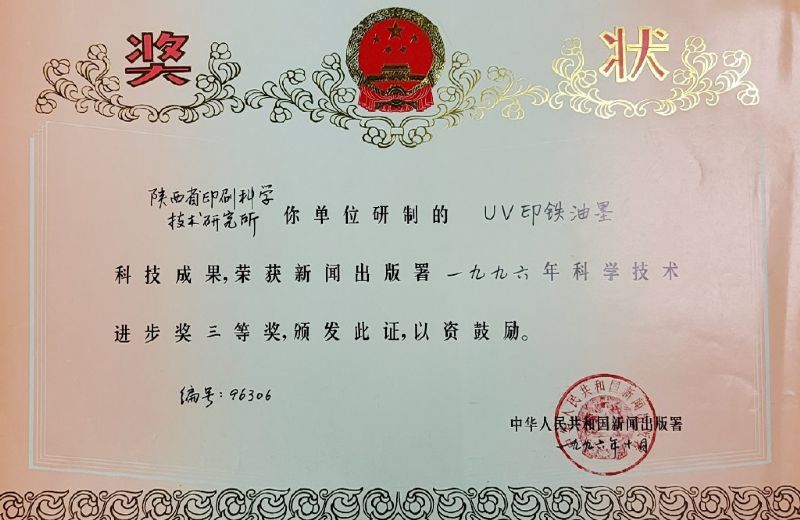 奖 状
陕西省印刷科学
技术研究所 你单位研制的 UV印铁油墨
科技成果,荣获新闻出版署一九九六年科学技术
进步奖三等奖,颁发此证,以资鼓励。
编号:96306
中华人民共和国新闻出版署
一九九六年十月